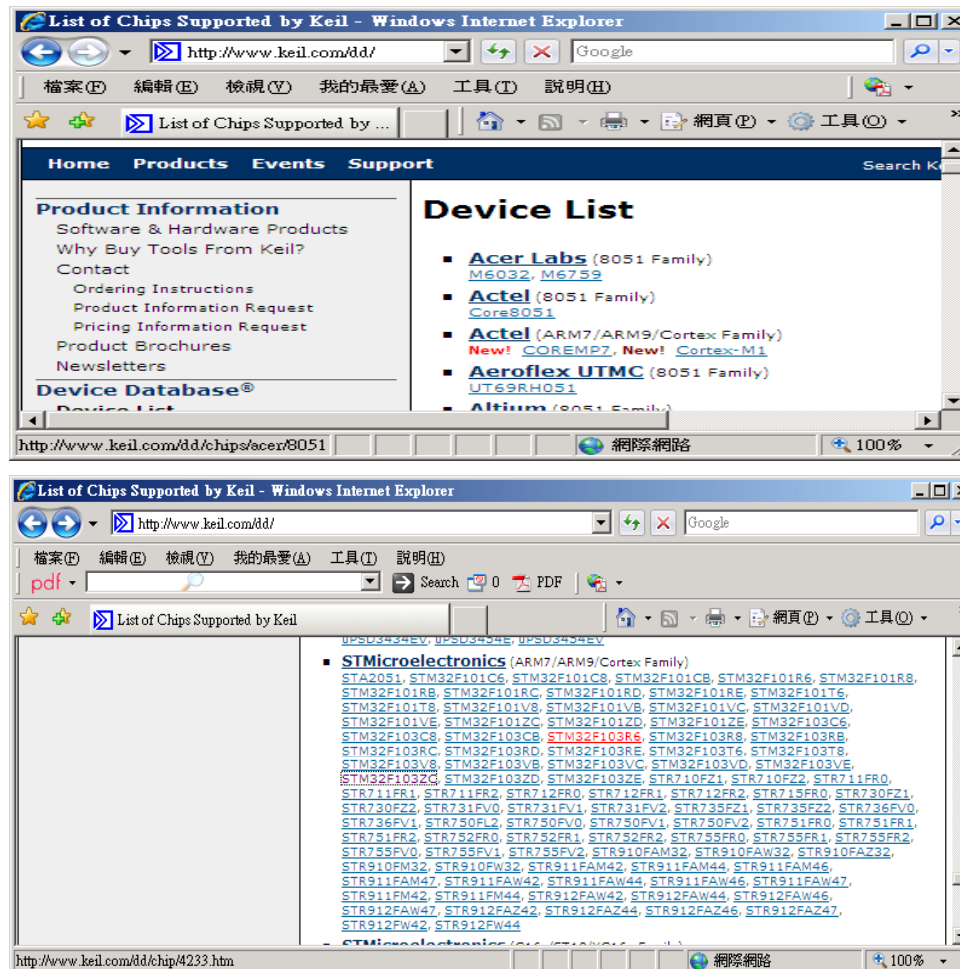 List of Chips Supported by Keil - Windows Internet Explorer
http://www.keil.com/dd/
Google
檔案(F) 編輯(E) 檢視(V) 我的最愛(A) 工具(T) 說明(H)
List of Chips Supported by ...
網頁(P)
工具(O)
Home Products Events Support
Search K
Product Information
Software & Hardware Products
Why Buy Tools From Keil?
Contact
Ordering Instructions
Product Information Request
Pricing Information Request
Product Brochures
Newsletters
Device Database®
Device List
Device List
Acer Labs (8051 Family)
M6032, M6759
Actel (8051 Family)
Core8051
Actel (ARM7/ARM9/Cortex Family)
New! COREMP7, New! Cortex-M1
Aeroflex UTMC (8051 Family)
UT69RH051
Altium (8051 Family)
http://www.keil.com/dd/chips/acer/8051
網際網路
100%
List of Chips Supported by Keil - Windows Internet Explorer
http://www.keil.com/dd/
Google
檔案(F) 編輯(E) 檢視(V) 我的最愛(A) 工具(T) 說明(H)
pdf
Search 0 PDF
List of Chips Supported by Keil
網頁(P)
工具(O)
uPSD3434EV, uPSD3454E, uPSD3454EV
STMicroelectronics (ARM7/ARM9/Cortex Family)
STA2051, STM32F101C6, STM32F101C8, STM32F101CB, STM32F101R6, STM32F101R8,
STM32F101RB, STM32F101RC, STM32F101RD, STM32F101RE, STM32F101T6,
STM32F101T8, STM32F101V8, STM32F101VB, STM32F101VC, STM32F101VD,
STM32F101VE, STM32F101ZC, STM32F101ZD, STM32F101ZE, STM32F103C6,
STM32F103C8, STM32F103CB, STM32F103R6, STM32F103R8, STM32F103RB,
STM32F103RC, STM32F103RD, STM32F103RE, STM32F103T6, STM32F103T8,
STM32F103V8, STM32F103VB, STM32F103VC, STM32F103VD, STM32F103VE,
STM32F103ZC, STM32F103ZD, STM32F103ZE, STR710FZ1, STR710FZ2, STR711FR0,
STR711FR1, STR711FR2, STR712FR0, STR712FR1, STR712FR2, STR715FR0, STR730FZ1,
STR730FZ2, STR731FV0, STR731FV1, STR731FV2, STR735FZ1, STR735FZ2, STR736FV0,
STR736FV1, STR750FL2, STR750FV0, STR750FV1, STR750FV2, STR751FR0, STR751FR1,
STR751FR2, STR752FR0, STR752FR1, STR752FR2, STR755FR0, STR755FR1, STR755FR2,
STR755FV0, STR755FV1, STR755FV2, STR910FAM32, STR910FAW32, STR910FAZ32,
STR910FM32, STR910FW32, STR911FAM42, STR911FAM44, STR911FAM46,
STR911FAM47, STR911FAW42, STR911FAW44, STR911FAW46, STR911FAW47,
STR911FM42, STR911FM44, STR912FAW42, STR912FAW44, STR912FAW46,
STR912FAW47, STR912FAZ42, STR912FAZ44, STR912FAZ46, STR912FAZ47,
STR912FW42, STR912FW44
STMicroelectronics
http://www.keil.com/dd/chip/4233.htm
網際網路
100%